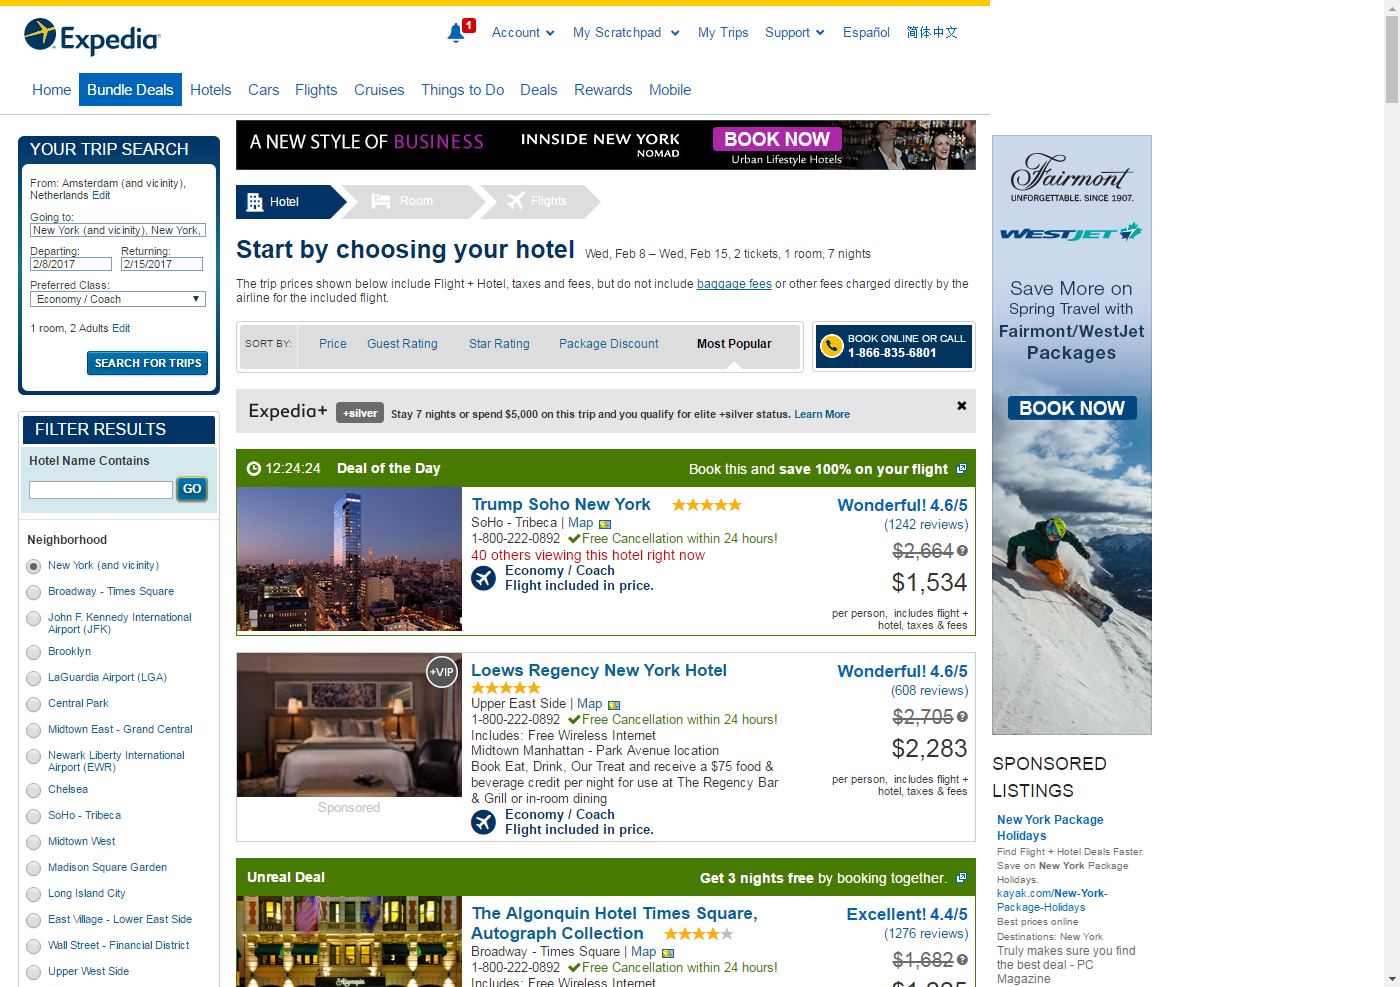 Expedia
1
Account
My Scratchpad
My Trips
Support
Español
简体中文
Home
Bundle Deals
Hotels
Cars
Flights
Cruises
Things to Do
Deals
Rewards
Mobile
YOUR TRIP SEARCH
From: Amsterdam (and vicinity),
Netherlands Edit
Going to:
New York (and vicinity), New York,
Departing: Returning:
2/8/2017 2/15/2017
Preferred Class:
Economy / Coach
1 room, 2 Adults Edit
SEARCH FOR TRIPS
FILTER RESULTS
Hotel Name Contains
GO
Neighborhood
New York (and vicinity)
Broadway - Times Square
John F. Kennedy International
Airport (JFK)
Brooklyn
LaGuardia Airport (LGA)
Central Park
Midtown East - Grand Central
Newark Liberty International
Airport (EWR)
Chelsea
SoHo - Tribeca
Midtown West
Madison Square Garden
Long Island City
East Village - Lower East Side
Wall Street - Financial District
Upper West Side
A NEW STYLE OF BUSINESS
INNSIDE NEW YORK
NOMAD
BOOK NOW
Urban Lifestyle Hotels
Hotel
Room
Flights
Start by choosing your hotel Wed, Feb 8 – Wed, Feb 15, 2 tickets, 1 room, 7 nights
The trip prices shown below include Flight + Hotel, taxes and fees, but do not include baggage fees or other fees charged directly by the
airline for the included flight.
SORT BY: Price Guest Rating Star Rating Package Discount Most Popular
BOOK ONLINE OR CALL
1-866-835-6801
Expedia+ +silver Stay 7 nights or spend $5,000 on this trip and you qualify for elite +silver status. Learn More
12:24:24 Deal of the Day Book this and save 100% on your flight
Trump Soho New York
SoHo - Tribeca | Map
1-800-222-0892 Free Cancellation within 24 hours!
40 others viewing this hotel right now
Economy / Coach
Flight included in price.
Wonderful! 4.6/5
(1242 reviews)
$2,664
$1,534
per person, includes flight +
hotel, taxes & fees
+VIP
Sponsored
Loews Regency New York Hotel
Upper East Side | Map
1-800-222-0892 Free Cancellation within 24 hours!
Includes: Free Wireless Internet
Midtown Manhattan - Park Avenue location
Book Eat, Drink, Our Treat and receive a $75 food &
beverage credit per night for use at The Regency Bar
& Grill or in-room dining
Economy / Coach
Flight included in price.
Wonderful! 4.6/5
(608 reviews)
$2,705
$2,283
per person, includes flight +
hotel, taxes & fees
Unreal Deal Get 3 nights free by booking together.
Algonquin
The Algonquin Hotel Times Square,
Autograph Collection
Broadway - Times Square | Map
1-800-222-0892 Free Cancellation within 24 hours!
Includes: Free Wireless Internet
Excellent! 4.4/5
(1276 reviews)
$1,682
Fairmont
UNFORGETTABLE. SINCE 1907.
WESTJET
Save More on
Spring Travel with
Fairmont/WestJet
Packages
BOOK NOW
SPONSORED
LISTINGS
New York Package
Holidays
Find Flight + Hotel Deals Faster.
Save on New York Package
Holidays.
kayak.com/New-York-
Package-Holidays
Best prices online
Destinations: New York
Truly makes sure you find
the best deal - PC
Magazine